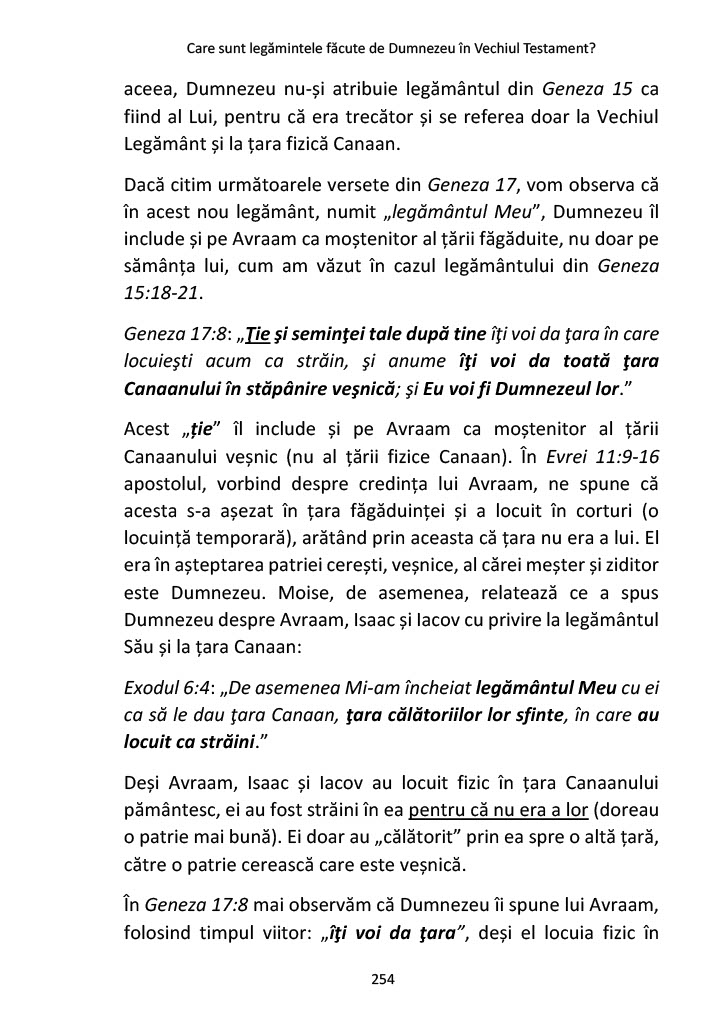 Care sunt legămintele făcute de Dumnezeu în Vechiul Testament?
aceea, Dumnezeu nu-și atribuie legământul din Geneza 15 ca
fiind al Lui, pentru că era trecător și se referea doar la Vechiul
Legământ și la țara fizică Canaan.
Dacă citim următoarele versete din Geneza 17, vom observa că
în acest nou legământ, numit „legământul Meu”, Dumnezeu îl
include și pe Avraam ca moștenitor al țării făgăduite, nu doar pe
sămânța lui, cum am văzut în cazul legământului din Geneza
15:18-21.
Geneza 17:8: „Ţie şi seminţei tale după tine îţi voi da ţara în care
locuieşti acum ca străin, şi anume îţi voi da toată ţara
Canaanului în stăpânire veşnică; şi Eu voi fi Dumnezeul lor.”
Acest „ție” îl include și pe Avraam ca moștenitor al țării
Canaanului veșnic (nu al țării fizice Canaan). În Evrei 11:9-16
apostolul, vorbind despre credința lui Avraam, ne spune că
acesta s-a așezat în țara făgăduinței și a locuit în corturi (o
locuință temporară), arătând prin aceasta că țara nu era a lui. El
era în așteptarea patriei cerești, veșnice, al cărei meșter și ziditor
este Dumnezeu. Moise, de asemenea, relatează ce a spus
Dumnezeu despre Avraam, Isaac și Iacov cu privire la legământul
Său și la țara Canaan:
Exodul 6:4: „De asemenea Mi-am încheiat legământul Meu cu ei
ca să le dau ţara Canaan, ţara călătoriilor lor sfinte, în care au
locuit ca străini.”
Deși Avraam, Isaac și Iacov au locuit fizic în țara Canaanului
pământesc, ei au fost străini în ea pentru că nu era a lor (doreau
o patrie mai bună). Ei doar au „călătorit” prin ea spre o altă țară,
către o patrie cerească care este veșnică.
În Geneza 17:8 mai observăm că Dumnezeu îi spune lui Avraam,
folosind timpul viitor: „îţi voi da ţara”, deși el locuia fizic în
254